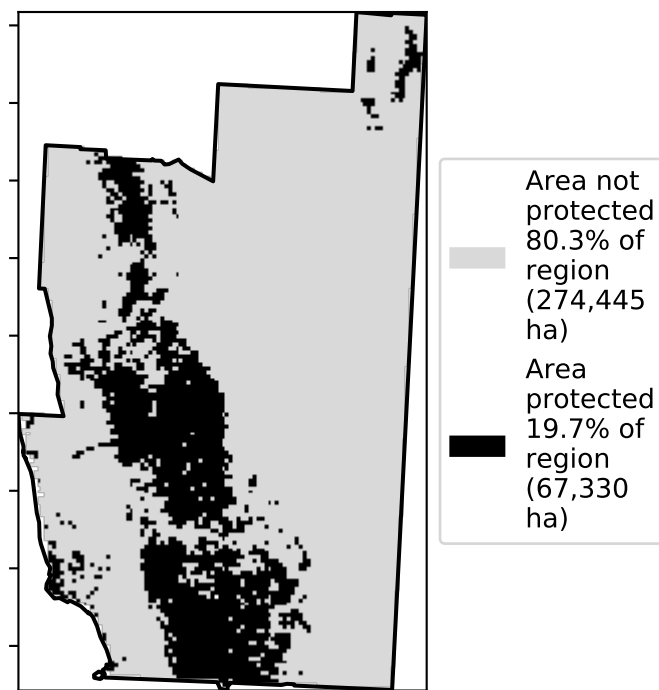 Area not
protected
80.3% of
region
(274,445
ha)
Area
protected
19.7% of
region
(67,330
ha)